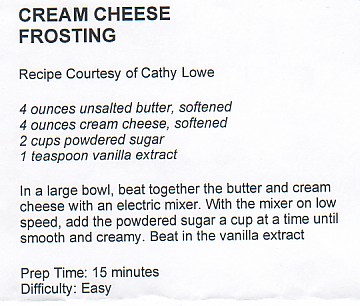 CREAM CHEESE
FROSTING
Recipe Courtesy of Cathy Lowe
4 ounces unsalted butter, softened
4 ounces cream cheese, softened
2 cups powdered sugar
1 teaspoon vanilla extract
In a large bowl, beat together the butter and cream
cheese with an electric mixer. With the mixer on low
speed, add the powdered sugar a cup at a time until
smooth and creamy. Beat in the vanilla extract
Prep Time: 15 minutes
Difficulty: Easy